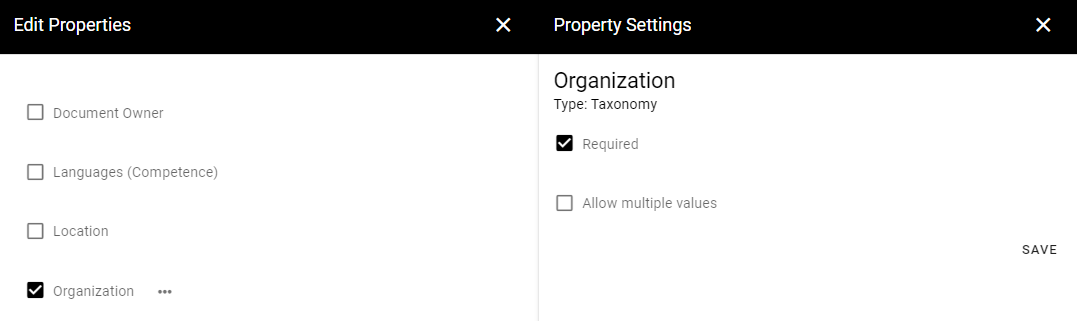 Edit Properties
Document Owner
Languages (Competence)
Location
Organization
Property Settings
Organization
Type: Taxonomy
Required
Allow multiple values
SAVE